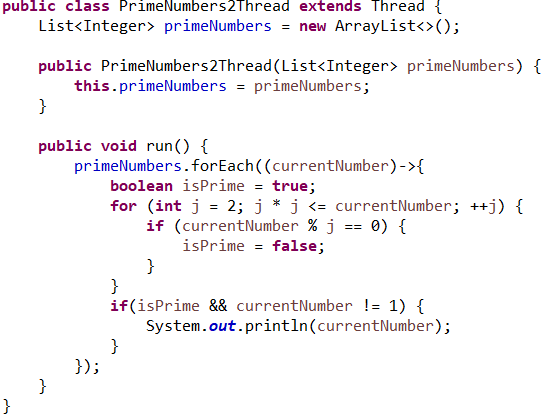 public class PrimeNumbers2Thread extends Thread {
    List<Integer> primeNumbers = new ArrayList<>();

    public PrimeNumbers2Thread(List<Integer> primeNumbers) {
        this.primeNumbers = primeNumbers;
    }

    public void run() {
        primeNumbers.forEach((currentNumber)->{
            boolean isPrime = true;
            for (int j = 2; j * j <= currentNumber; ++j) {
                if (currentNumber % j == 0) {
                    isPrime = false;
                }
            }
            if(isPrime && currentNumber != 1) {
                System.out.println(currentNumber);
            }
        });
    }
}